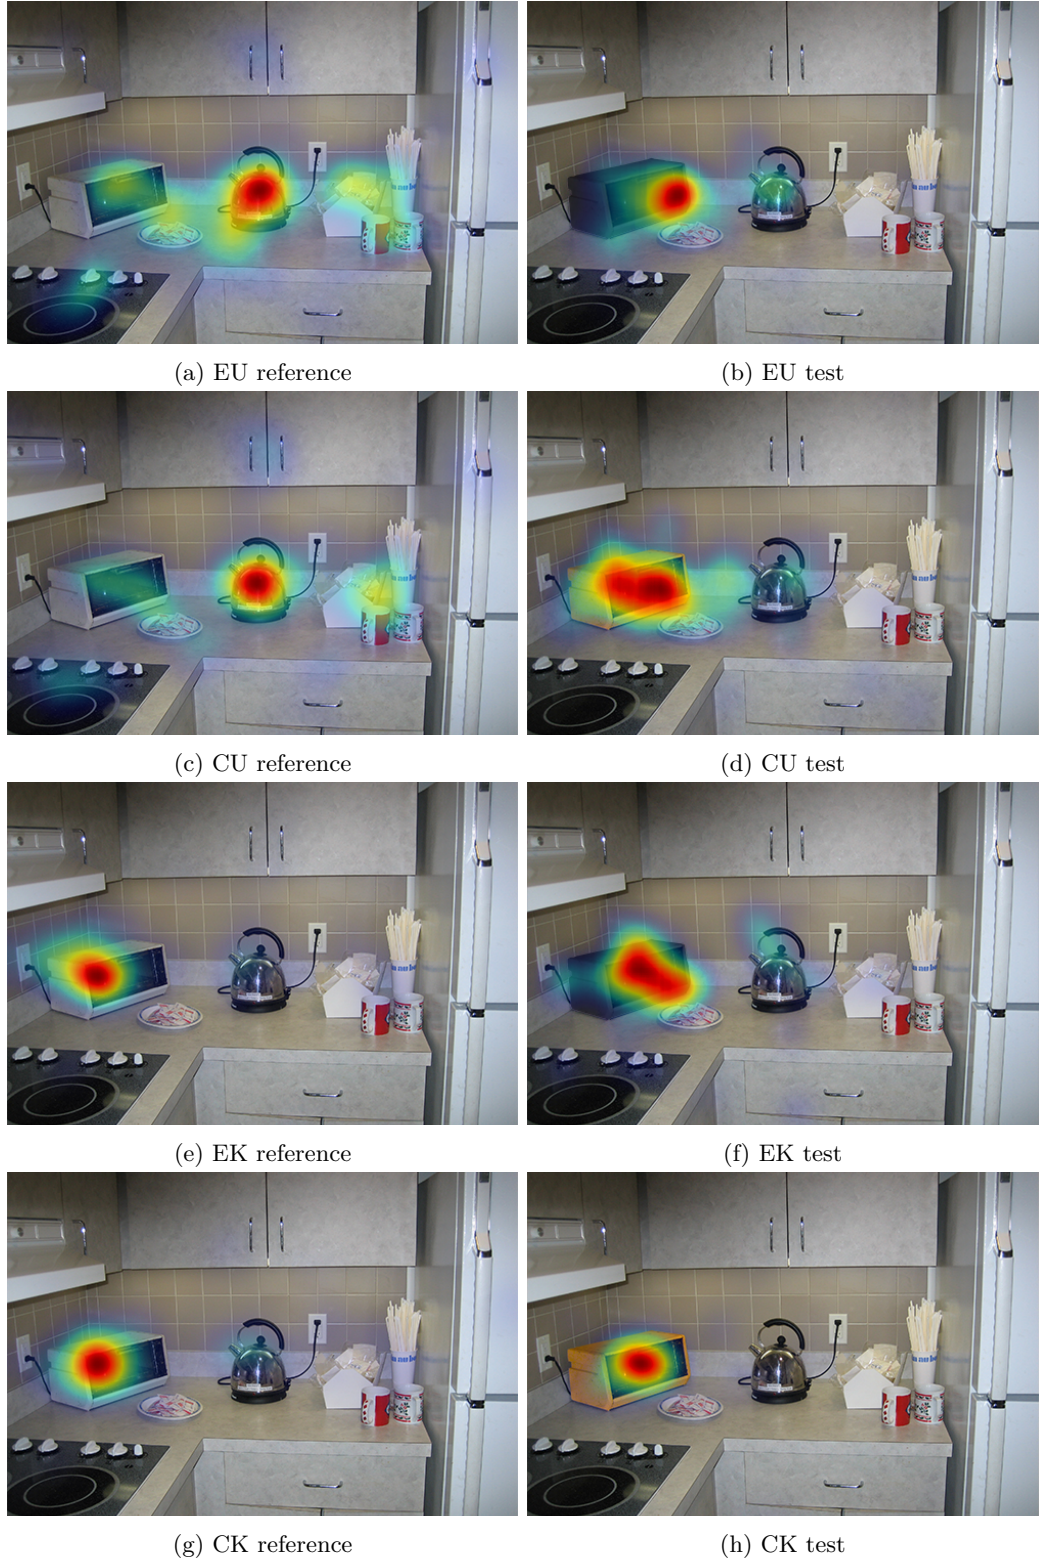 (a) EU reference
(b) EU test
(c) CU reference
(d) CU test
(e) EK reference
(f) EK test
(g) CK reference
(h) CK test